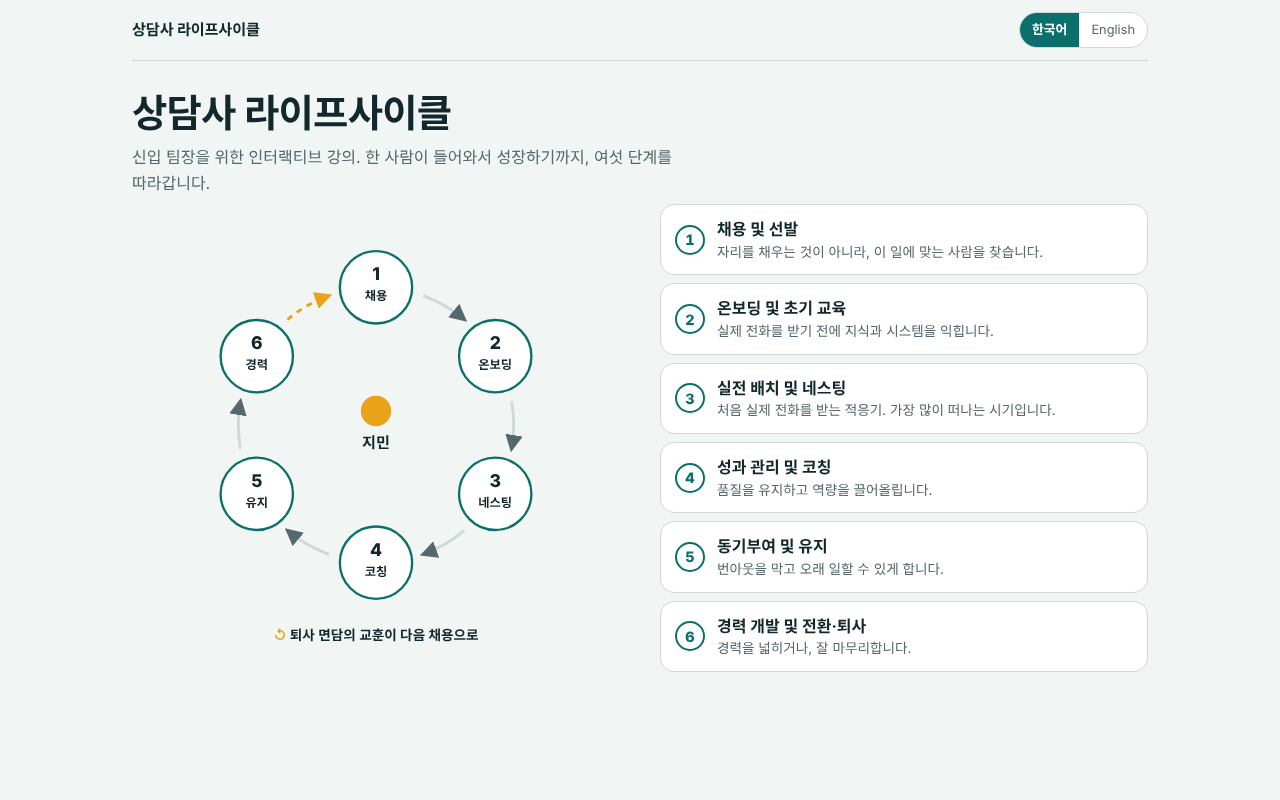 상담사 라이프사이클
한국어
English
상담사 라이프사이클
신입 팀장을 위한 인터랙티브 강의. 한 사람이 들어와서 성장하기까지, 여섯 단계를
따라갑니다.
1
채용
2
온보딩
3
네스팅
4
코칭
5
유지
6
경력
지민
↺ 퇴사 면담의 교훈이 다음 채용으로
1
채용 및 선발
자리를 채우는 것이 아니라, 이 일에 맞는 사람을 찾습니다.
2
온보딩 및 초기 교육
실제 전화를 받기 전에 지식과 시스템을 익힙니다.
3
실전 배치 및 네스팅
처음 실제 전화를 받는 적응기. 가장 많이 떠나는 시기입니다.
4
성과 관리 및 코칭
품질을 유지하고 역량을 끌어올립니다.
5
동기부여 및 유지
번아웃을 막고 오래 일할 수 있게 합니다.
6
경력 개발 및 전환·퇴사
경력을 넓히거나, 잘 마무리합니다.